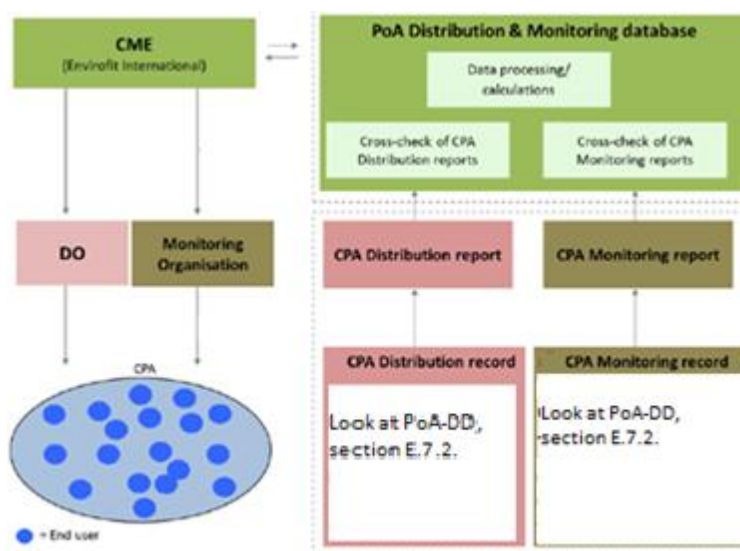 CME
(Envirofit International)
PoA Distribution & Monitoring database
Data processing/
calculations
Cross-check of CPA
Distribution reports
Cross-check of CPA
Monitoring reports
DO
Monitoring
Organisation
CPA Distribution report
CPA Monitoring report
CPA
CPA Distribution record
Look at PoA-DD,
section E.7.2.
CPA Monitoring record
Look at PoA-DD,
section E.7.2.
= End user